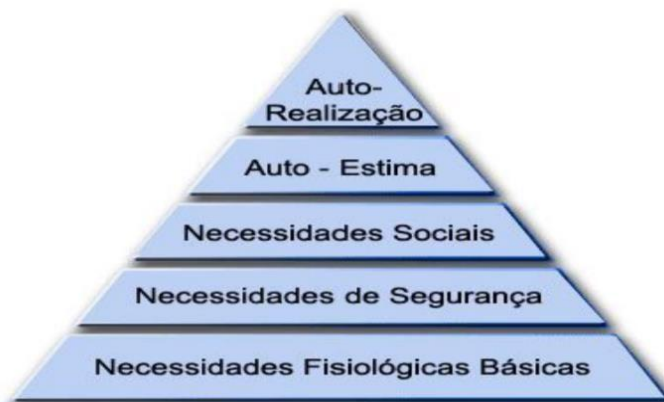 Auto-
Realização
Auto - Estima
Necessidades Sociais
Necessidades de Segurança
Necessidades Fisiológicas Básicas